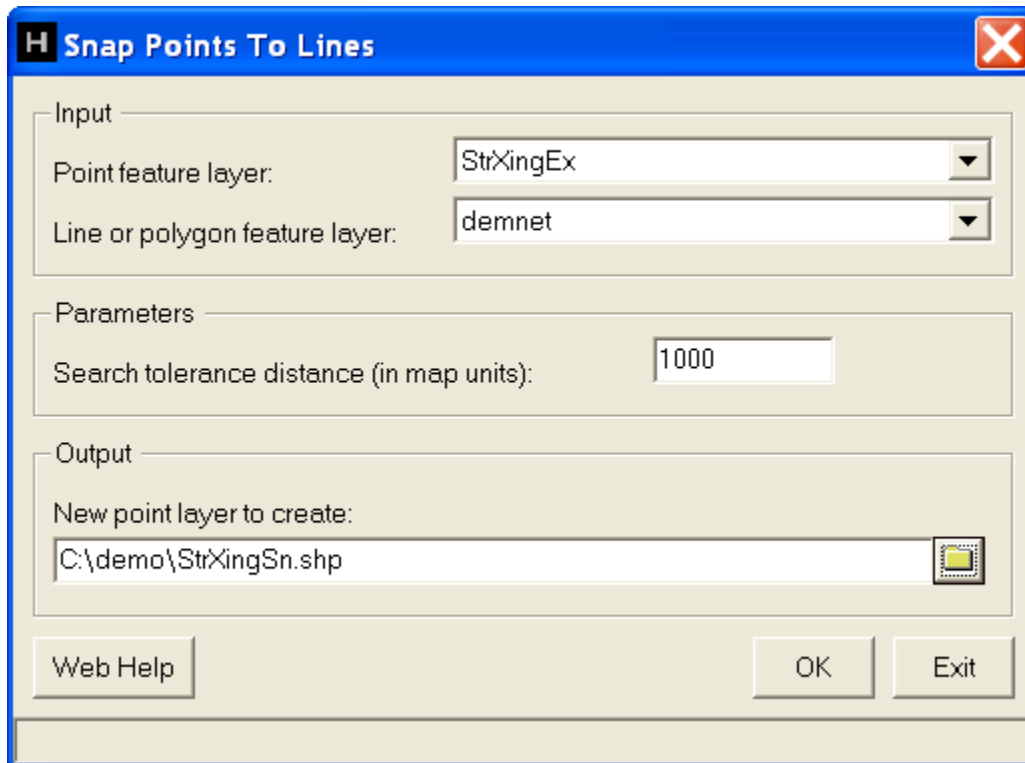 H Snap Points To Lines
Input
Point feature layer: StrXingEx
Line or polygon feature layer: demnet
Parameters
Search tolerance distance (in map units): 1000
Output
New point layer to create:
C:\demo\StrXingSn.shp
Web Help OK Exit